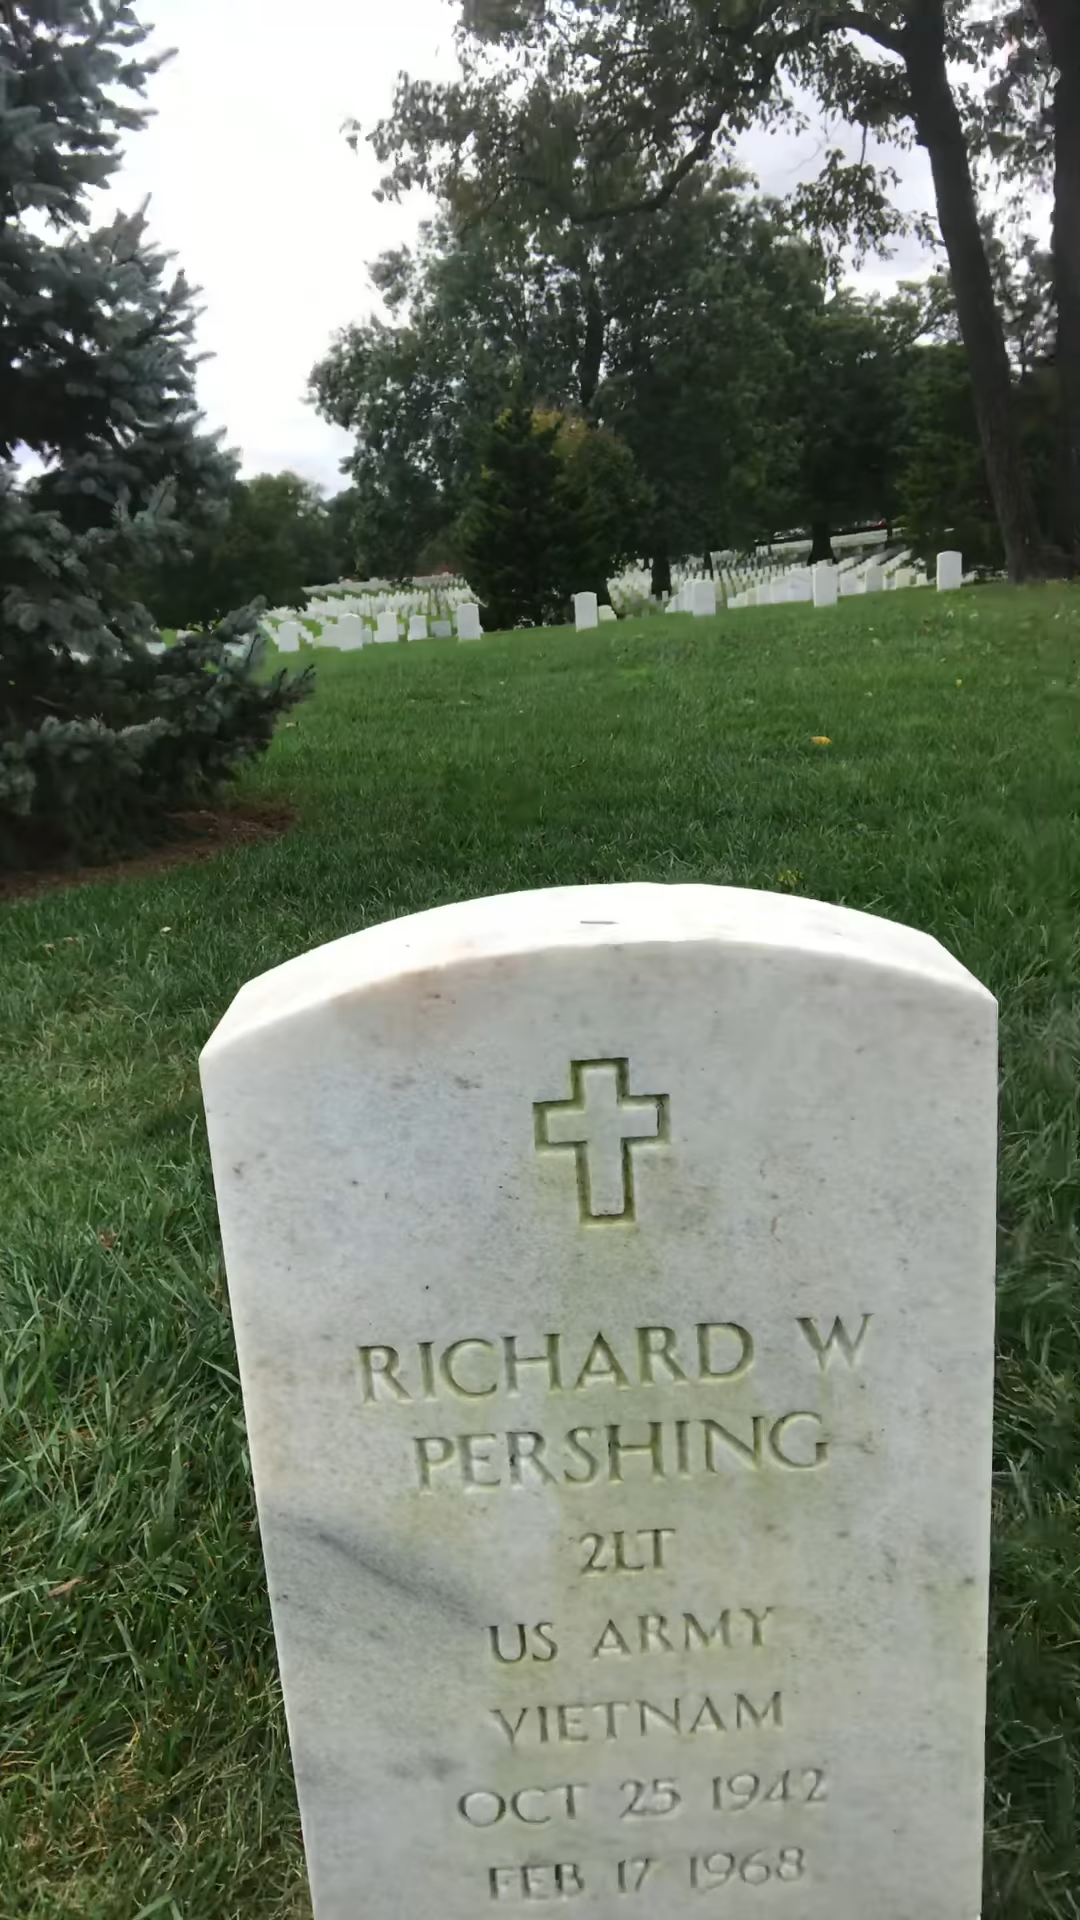 RICHARD W
PERSHING
2LT
US ARMY
VIETNAM
OCT 25 1942
FEB 17 1968